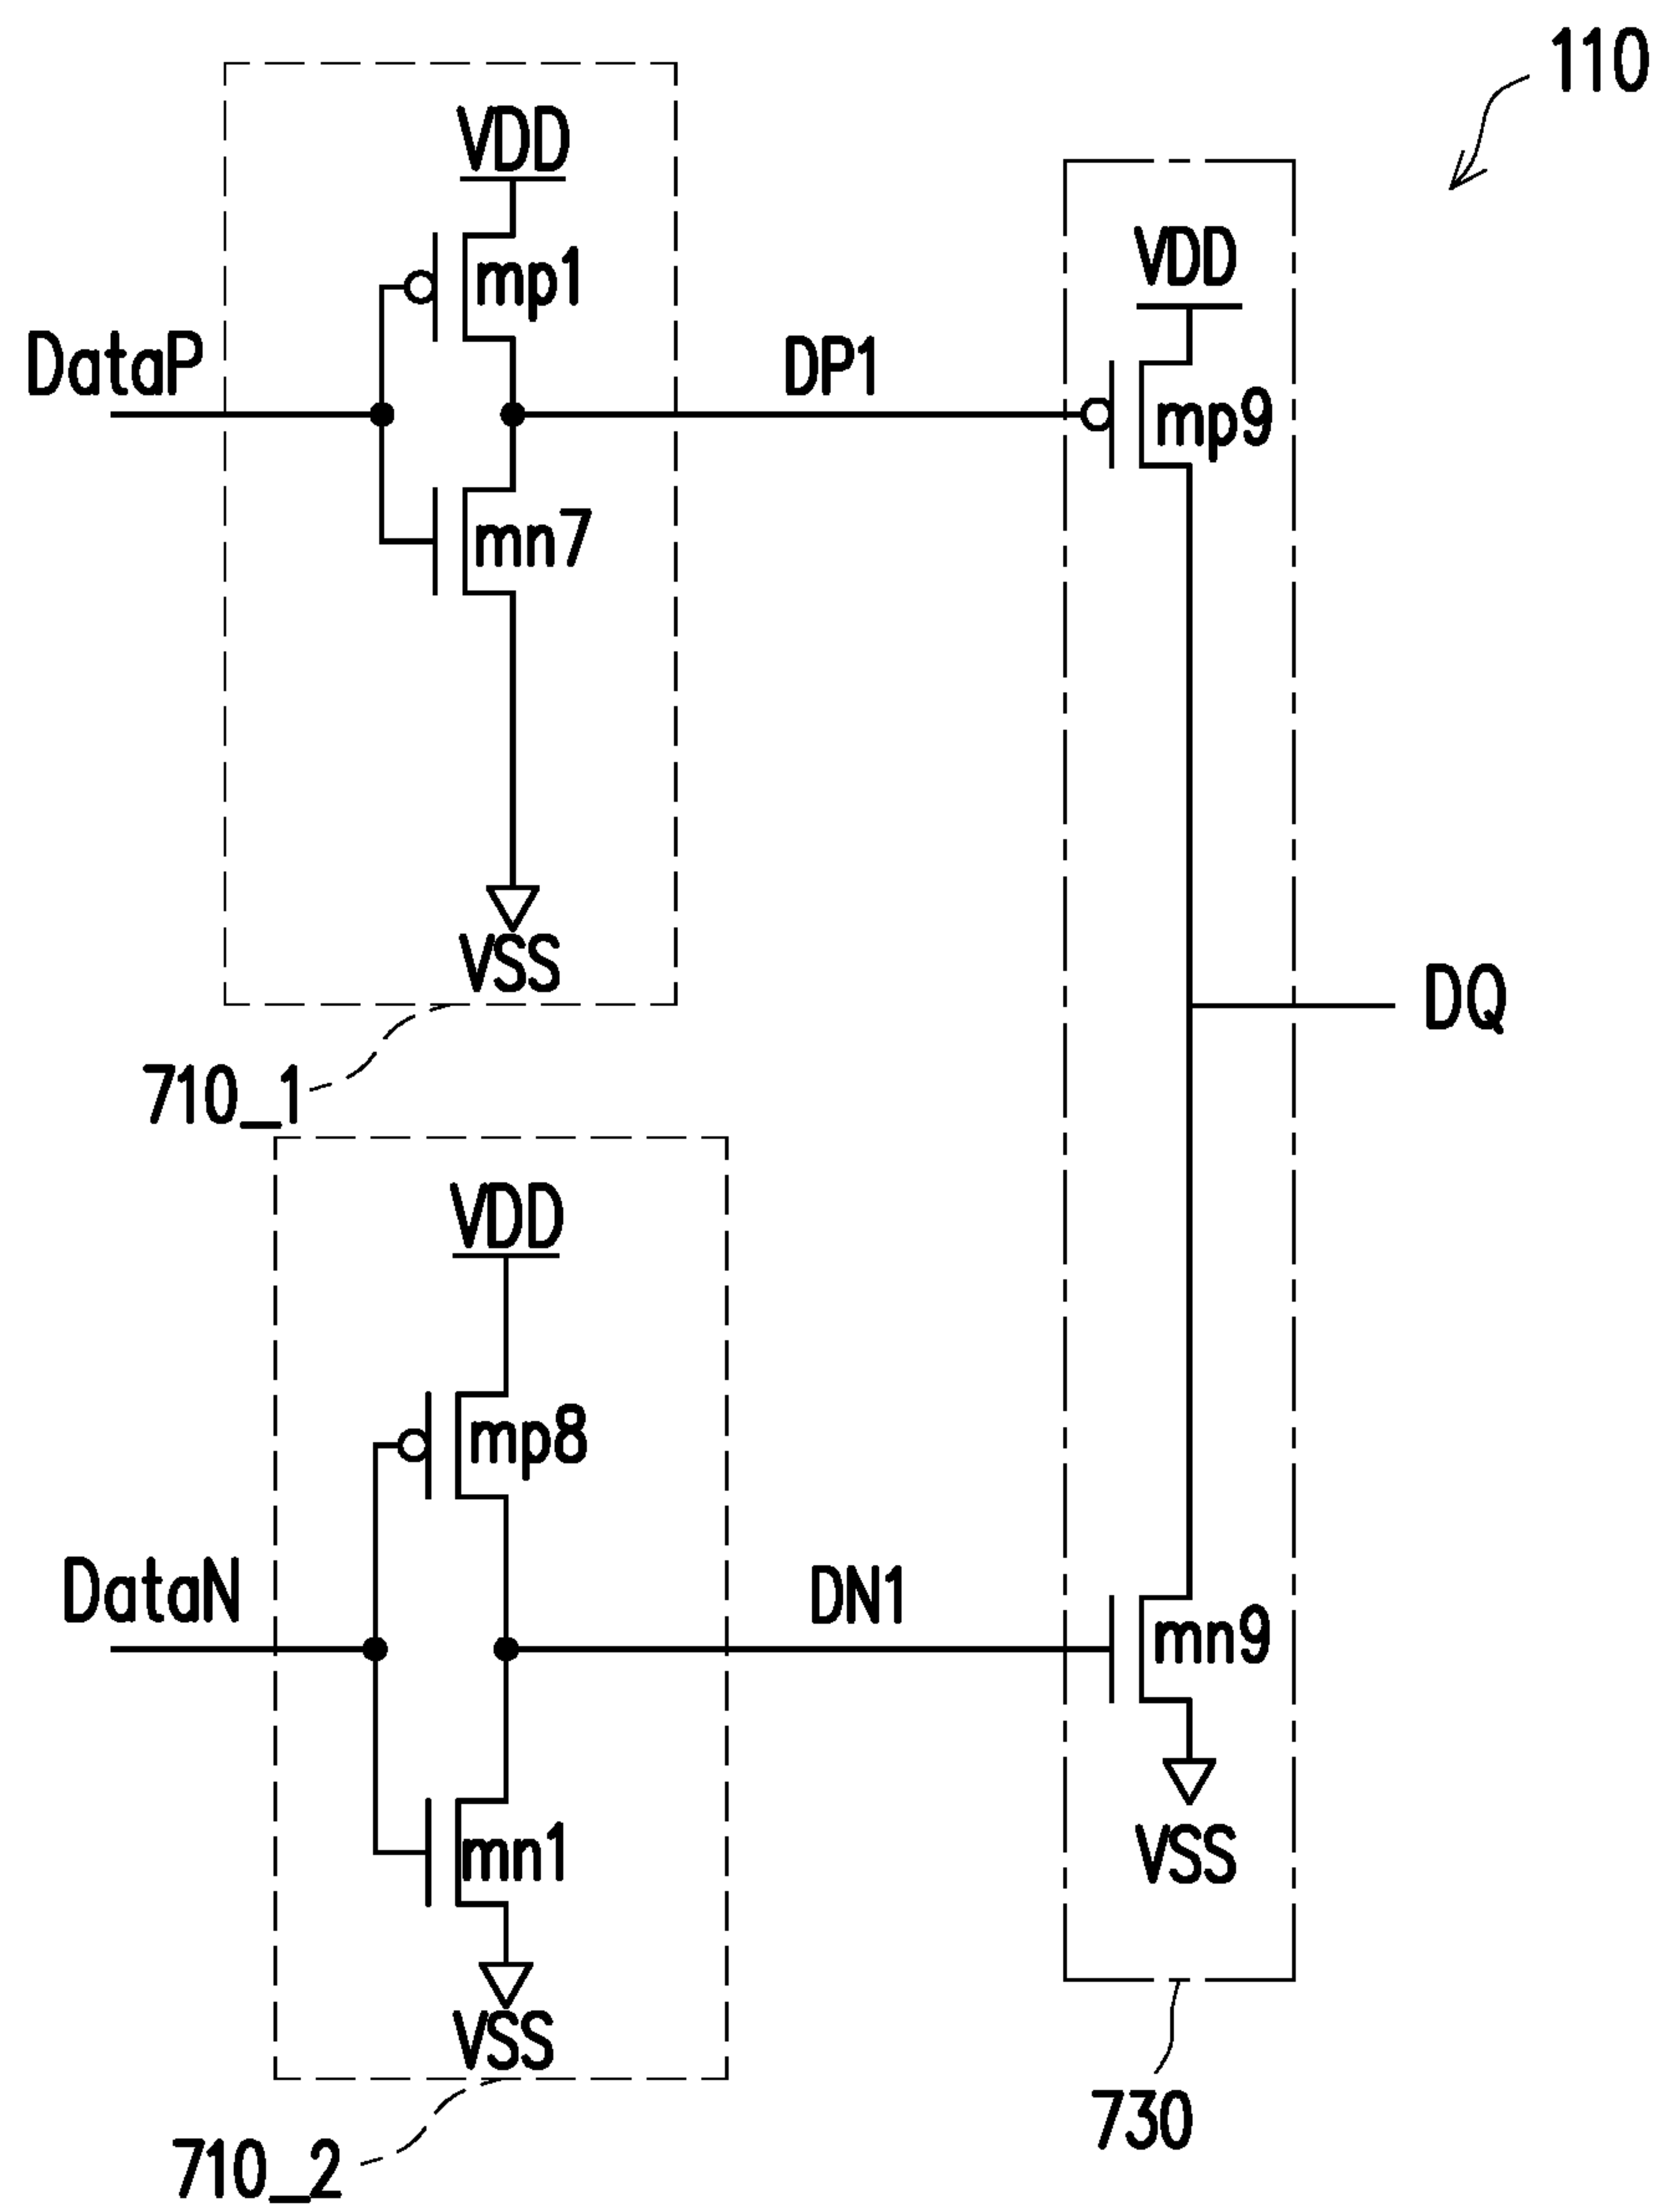 110
VDD
mp1
DataP
mn7
VSS
710_1
DP1
VDD
mp9
DQ
VDD
mp8
DataN
mn1
VSS
710_2
DN1
mn9
VSS
730